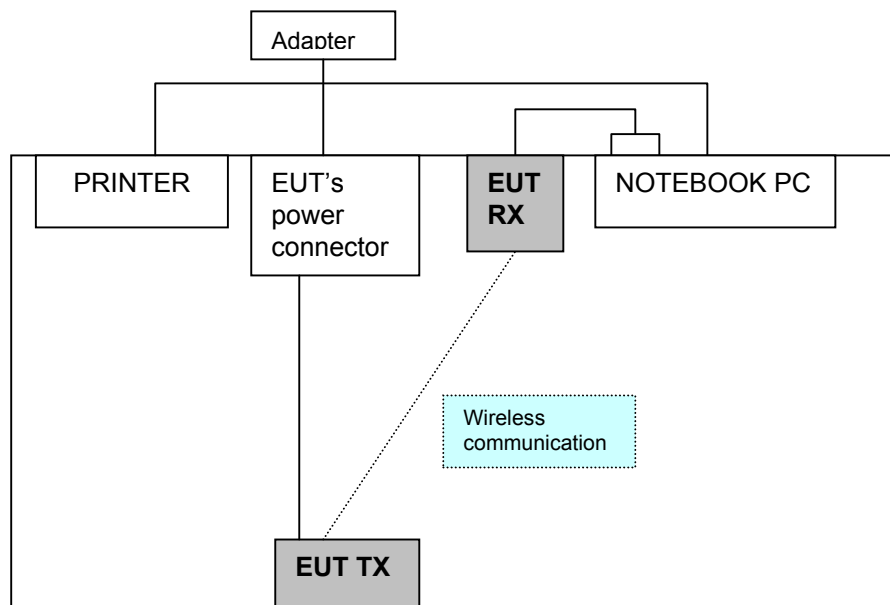 Adapter
PRINTER
EUT's
power
connector
EUT
RX
NOTEBOOK PC
Wireless
communication
EUT TX